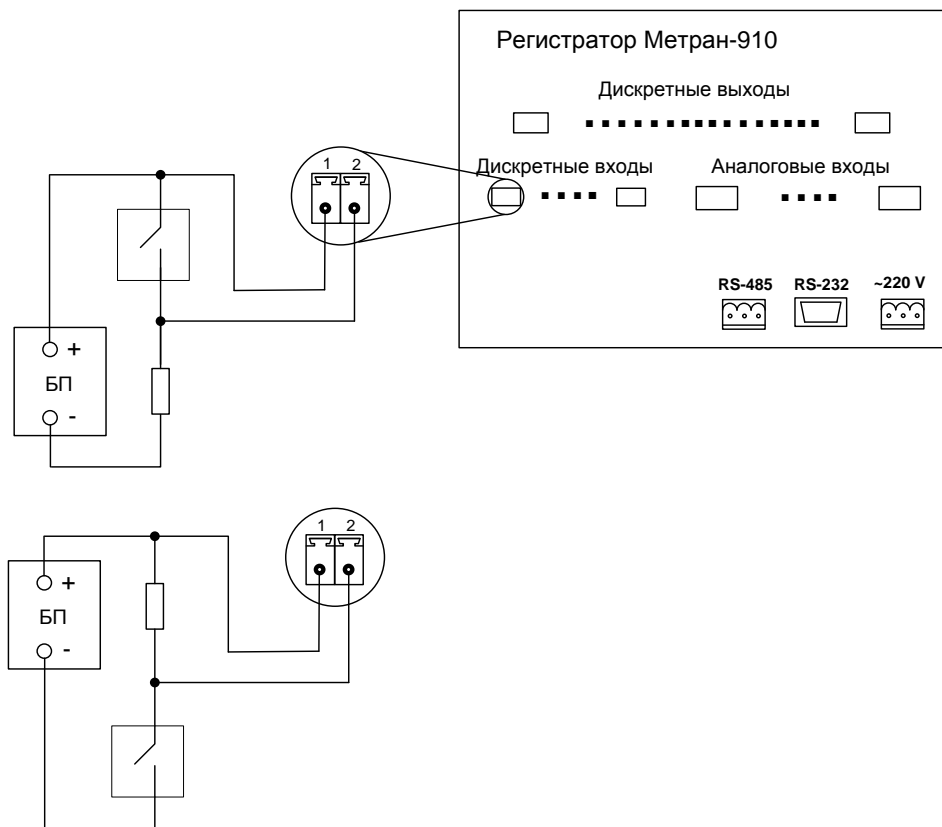 Регистратор Метран-910
Дискретные выходы
Дискретные входы
Аналоговые входы
1 2
RS-485 RS-232 ~220 V
+
БП
-
1 2
+
БП
-